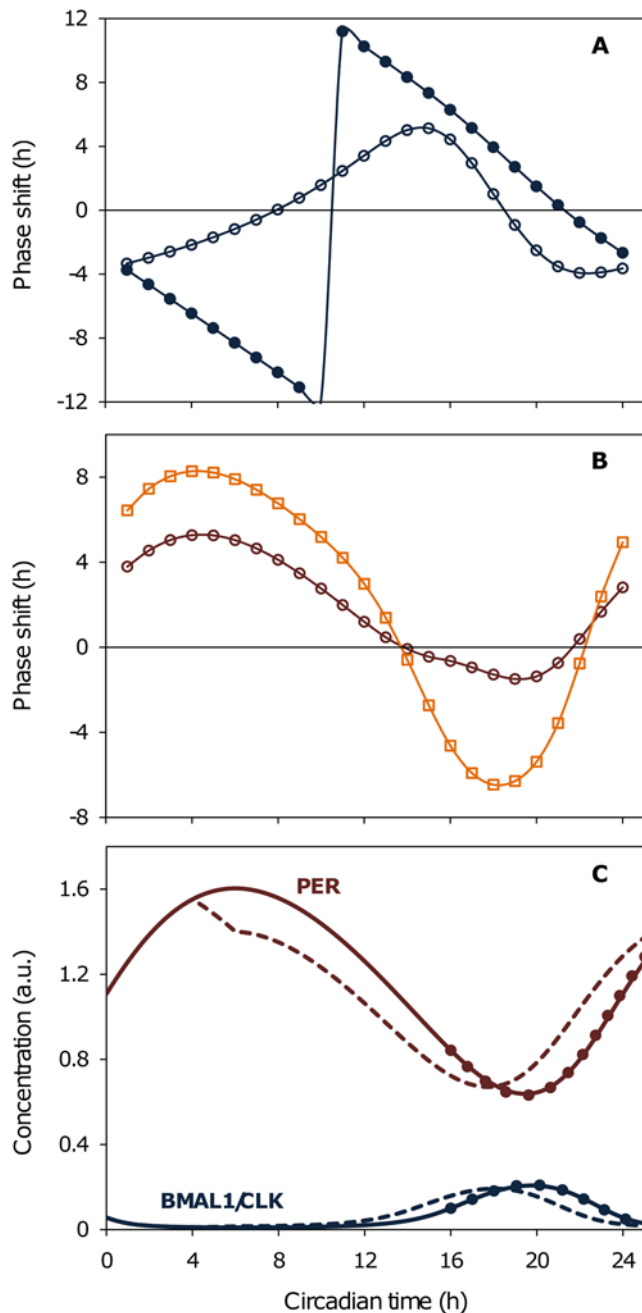 A
12
8
4
0
-4
-8
-12
Phase shift (h)
B
8
4
0
-4
-8
Phase shift (h)
C
PER
BMAL1/CLK
1.6
1.2
0.8
0.4
0
Concentration (a.u.)
0 4 8 12 16 20 24
Circadian time (h)